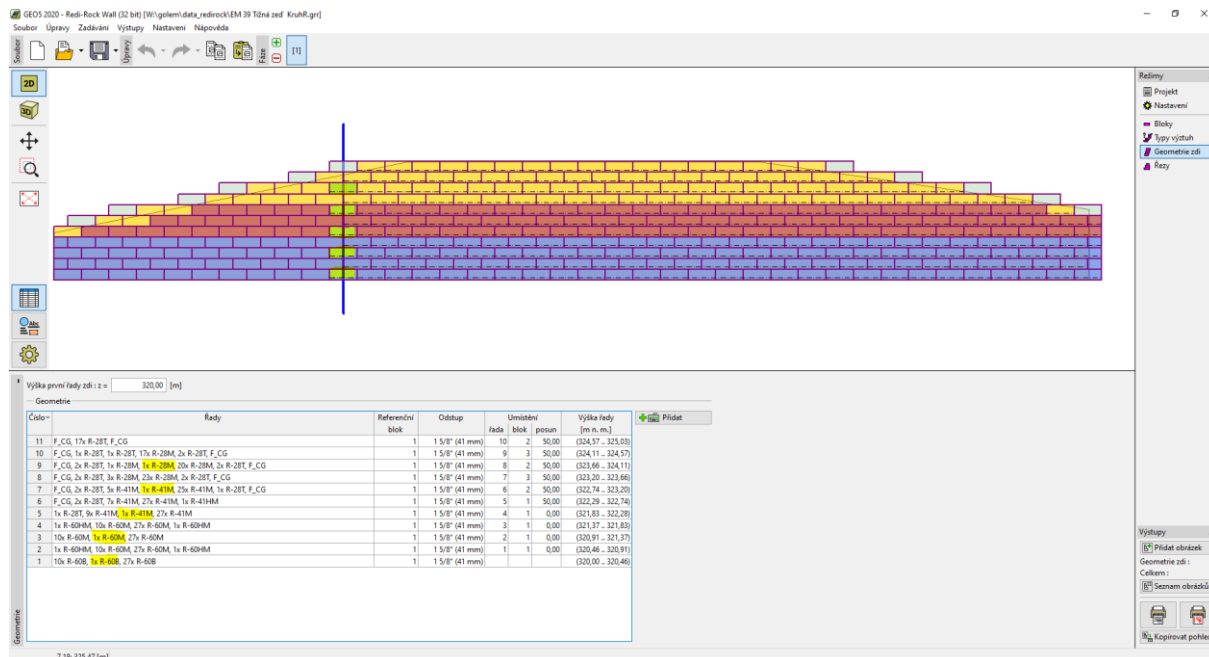 GEO5 2020 - Redi-Rock Wall (32 bit) [W:\golem\data_redirock\EM 39 Tížná zeď KruhR.grr]
Soubor Úpravy Zadávání Výstupy Nastavení Nápověda
Soubor
Úpravy
Fáze
[1]
2D
3D
Abc
Režimy
Projekt
Nastavení
Bloky
Typy výztuh
Geometrie zdi
Řezy
Výška první řady zdi : z = 320,00 [m]
Geometrie
Číslo Řady Referenční blok Odstup Umístění Výška řady
řada blok posun [m n. m.]
11 F_CG, 17x R-28T, F_CG 1 1 5/8" (41 mm) 10 2 50,00 (324,57 .. 325,03)
10 F_CG, 1x R-28T, 1x R-28T, 17x R-28M, 2x R-28T, F_CG 1 1 5/8" (41 mm) 9 3 50,00 (324,11 .. 324,57)
9 F_CG, 2x R-28T, 2x R-28M, 1x R-28M, 20x R-28M, 2x R-28T, F_CG 1 1 5/8" (41 mm) 8 2 50,00 (323,66 .. 324,11)
8 F_CG, 2x R-28T, 3x R-28M, 23x R-28M, 2x R-28T, F_CG 1 1 5/8" (41 mm) 7 3 50,00 (323,20 .. 323,66)
7 F_CG, 2x R-28T, 5x R-41M, 1x R-41M, 25x R-41M, 1x R-28T, F_CG 1 1 5/8" (41 mm) 6 2 50,00 (322,74 .. 323,20)
6 F_CG, 2x R-28T, 7x R-41M, 27x R-41M, 1x R-41HM 1 1 5/8" (41 mm) 5 1 50,00 (322,29 .. 322,74)
5 1x R-28T, 9x R-41M, 1x R-41M, 27x R-41M 1 1 5/8" (41 mm) 4 1 0,00 (321,83 .. 322,28)
4 1x R-60HM, 10x R-60M, 27x R-60M, 1x R-60HM 1 1 5/8" (41 mm) 3 1 0,00 (321,37 .. 321,83)
3 10x R-60M, 1x R-60M, 27x R-60M 1 1 5/8" (41 mm) 2 1 0,00 (320,91 .. 321,37)
2 1x R-60HM, 10x R-60M, 27x R-60M, 1x R-60HM 1 1 5/8" (41 mm) 1 1 0,00 (320,46 .. 320,91)
1 10x R-60B, 1x R-60B, 27x R-60B 1 1 5/8" (41 mm) (320,00 .. 320,46)
Přidat
Geometrie
Výstupy
Přidat obrázek
Geometrie zdi :
Celkem :
Seznam obrázků
Kopírovat pohled